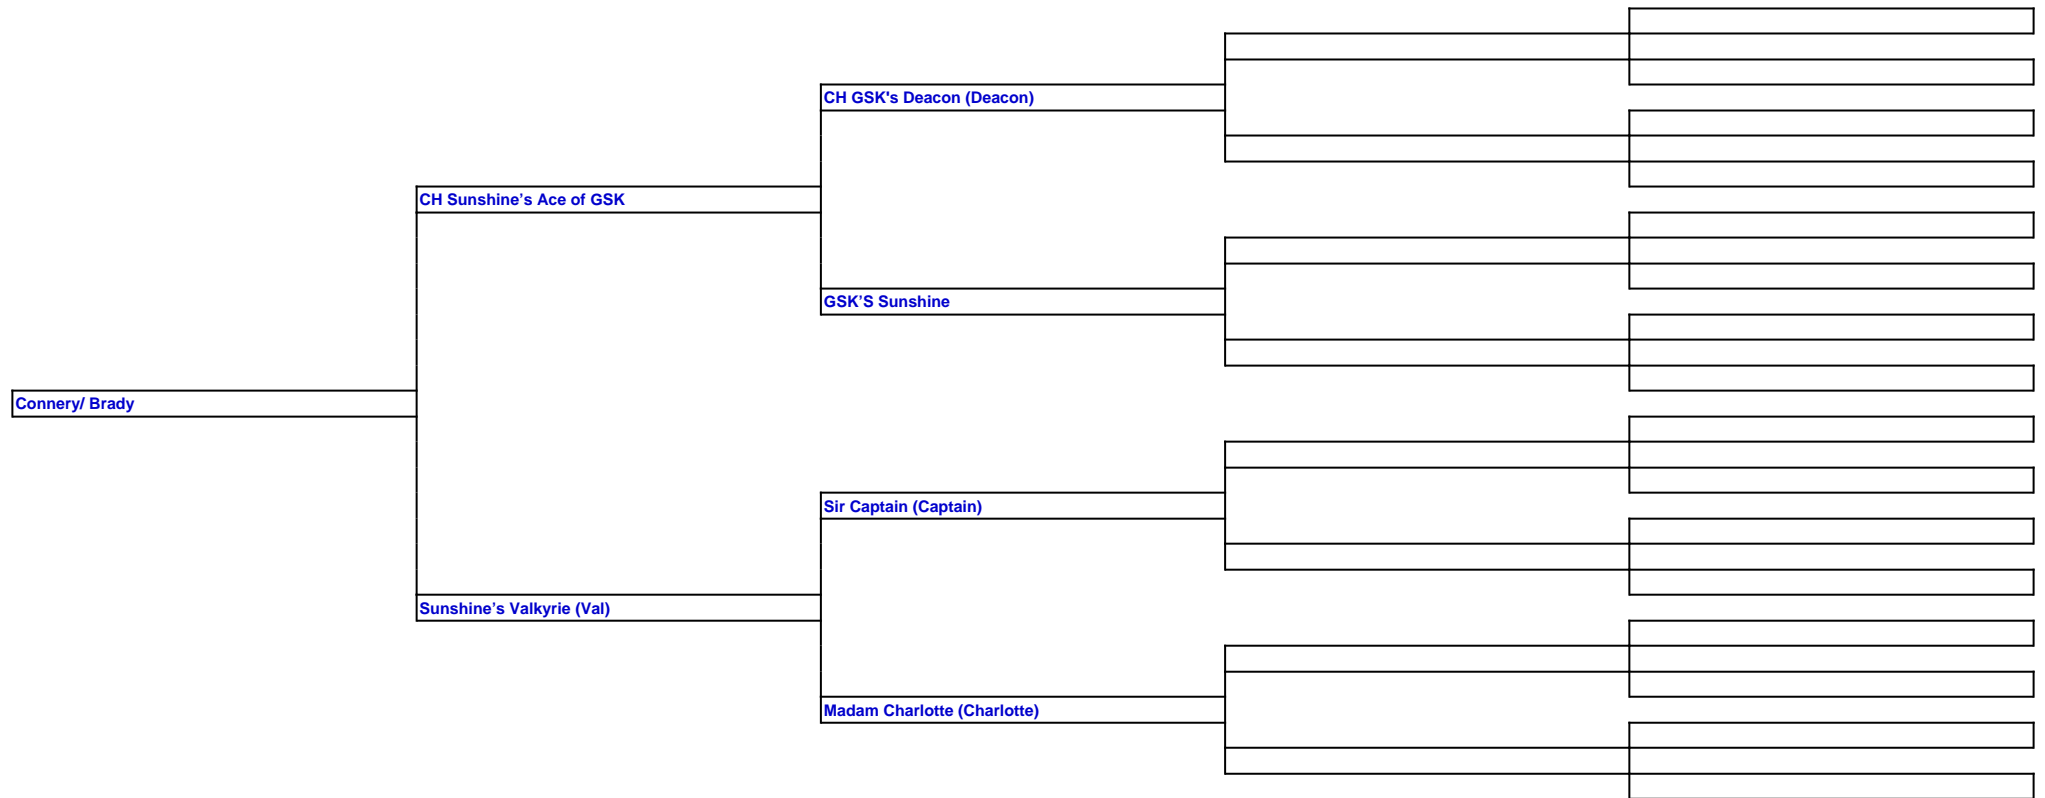 CH GSK's Deacon (Deacon)
CH Sunshine’s Ace of GSK
GSK’S Sunshine
Connery/ Brady
Sir Captain (Captain)
Sunshine’s Valkyrie (Val)
Madam Charlotte (Charlotte)